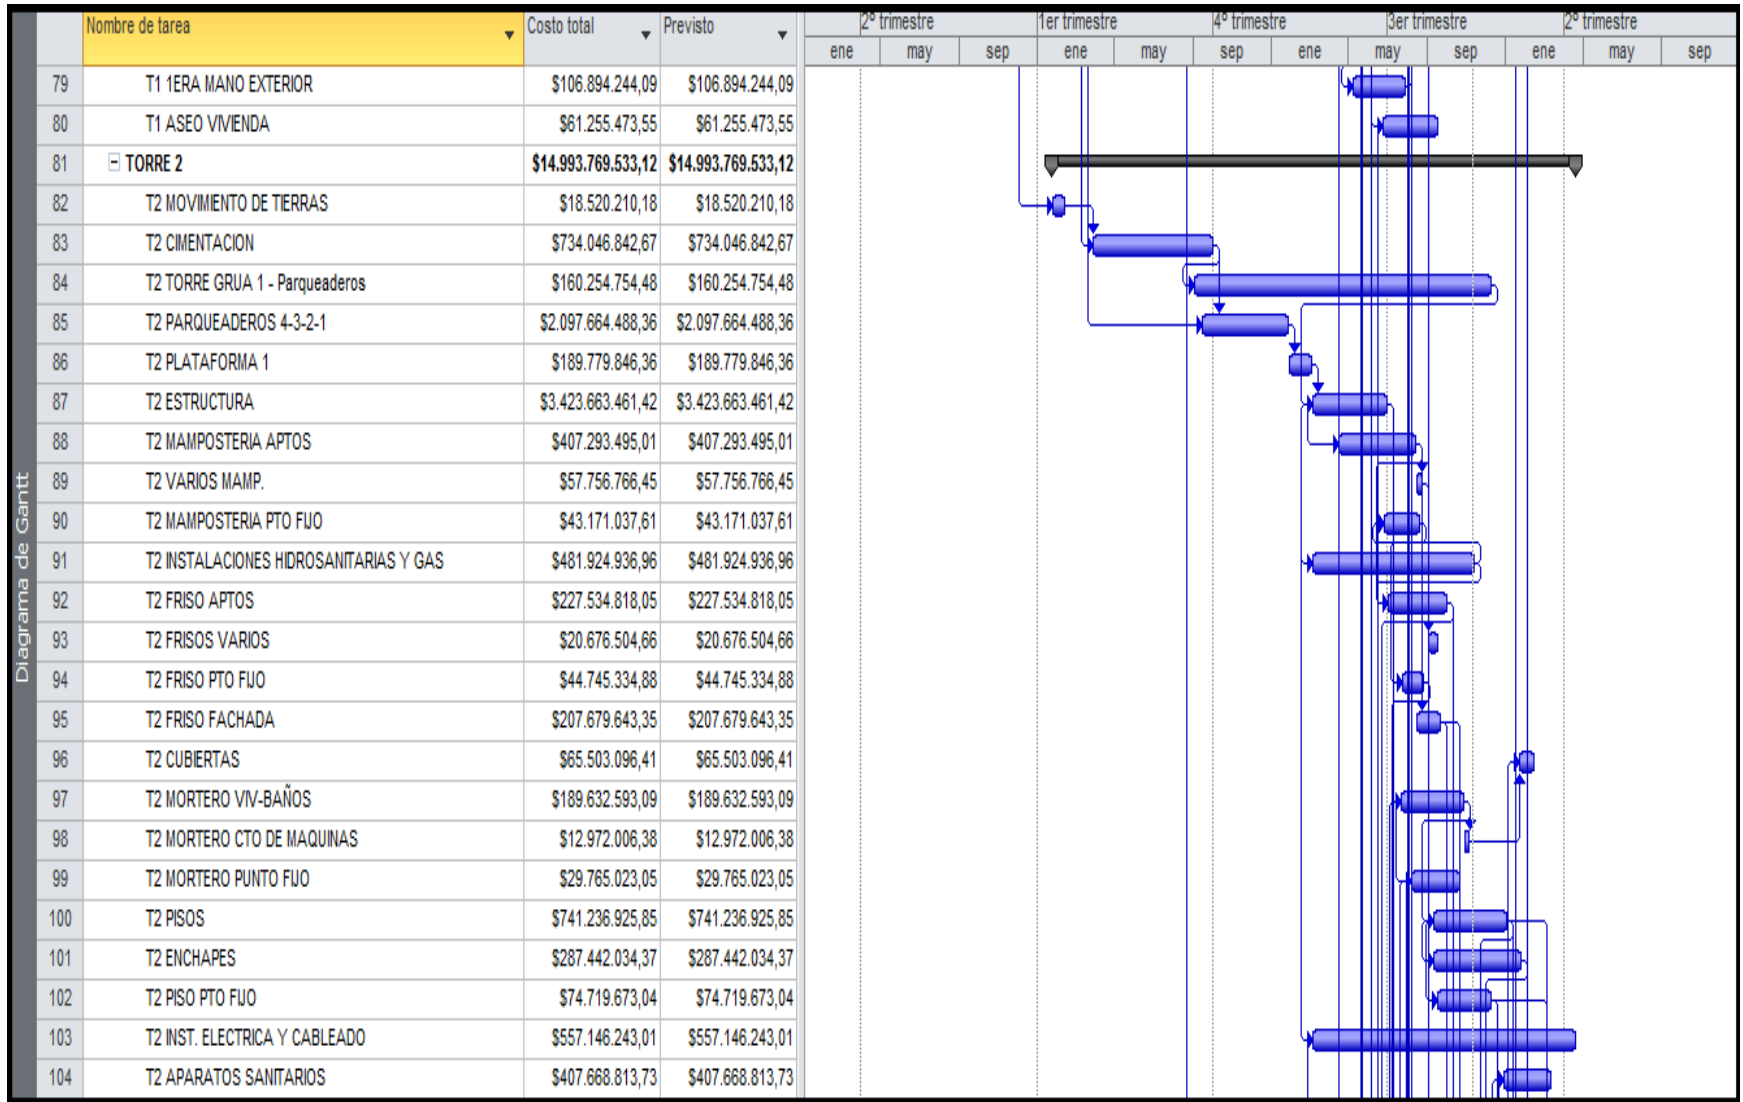 Nombre de tarea Costo total Previsto 2º trimestre 1er trimestre 4º trimestre 3er trimestre 2º trimestre
ene may sep ene may sep ene may sep ene may sep
79 T1 1ERA MANO EXTERIOR $106.894.244,09 $106.894.244,09
80 T1 ASEO VIVIENDA $61.255.473,55 $61.255.473,55
81 TORRE 2 $14.993.769.533,12 $14.993.769.533,12
82 T2 MOVIMIENTO DE TIERRAS $18.520.210,18 $18.520.210,18
83 T2 CIMENTACION $734.046.842,67 $734.046.842,67
84 T2 TORRE GRUA 1 - Parqueaderos $160.254.754,48 $160.254.754,48
85 T2 PARQUEADEROS 4-3-2-1 $2.097.664.488,36 $2.097.664.488,36
86 T2 PLATAFORMA 1 $189.779.846,36 $189.779.846,36
87 T2 ESTRUCTURA $3.423.663.461,42 $3.423.663.461,42
88 T2 MAMPOSTERIA APTOS $407.293.495,01 $407.293.495,01
89 T2 VARIOS MAMP. $57.756.766,45 $57.756.766,45
90 T2 MAMPOSTERIA PTO FIJO $43.171.037,61 $43.171.037,61
91 T2 INSTALACIONES HIDROSANITARIAS Y GAS $481.924.936,96 $481.924.936,96
92 T2 FRISO APTOS $227.534.818,05 $227.534.818,05
93 T2 FRISOS VARIOS $20.676.504,66 $20.676.504,66
94 T2 FRISO PTO FIJO $44.745.334,88 $44.745.334,88
95 T2 FRISO FACHADA $207.679.643,35 $207.679.643,35
96 T2 CUBIERTAS $65.503.096,41 $65.503.096,41
97 T2 MORTERO VIV-BAÑOS $189.632.593,09 $189.632.593,09
98 T2 MORTERO CTO DE MAQUINAS $12.972.006,38 $12.972.006,38
99 T2 MORTERO PUNTO FIJO $29.765.023,05 $29.765.023,05
100 T2 PISOS $741.236.925,85 $741.236.925,85
101 T2 ENCHAPES $287.442.034,37 $287.442.034,37
102 T2 PISO PTO FIJO $74.719.673,04 $74.719.673,04
103 T2 INST. ELECTRICA Y CABLEADO $557.146.243,01 $557.146.243,01
104 T2 APARATOS SANITARIOS $407.668.813,73 $407.668.813,73
Diagrama de Gantt